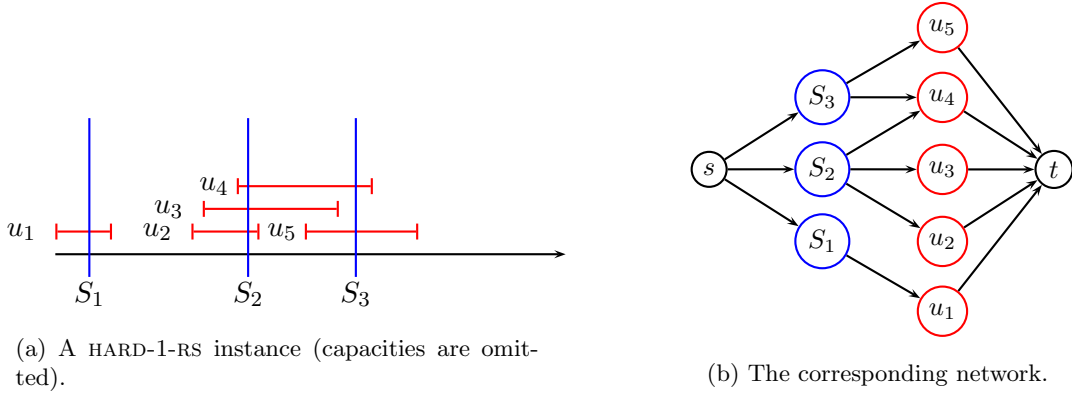 u₄
u₃
u₁
u₂
u₅
S₁
S₂
S₃
(a) A HARD-1-RS instance (capacities are omit-
ted).
u₅
S₃
u₄
s
S₂
u₃
t
S₁
u₂
u₁
(b) The corresponding network.